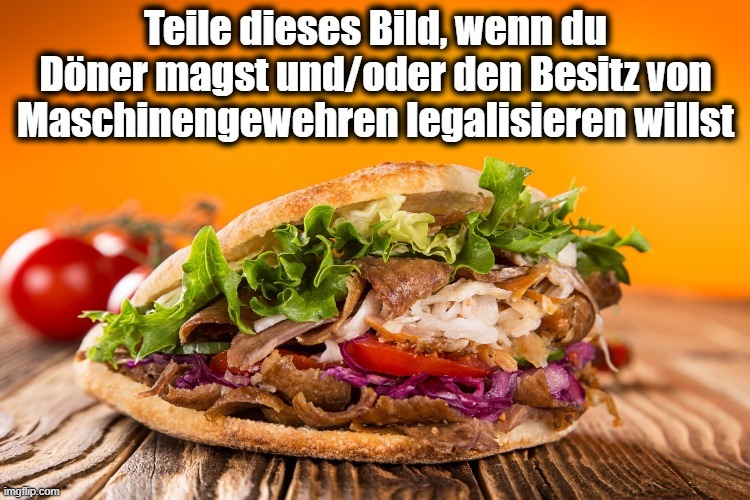 Teile dieses Bild, wenn du
Döner magst und/oder den Besitz von
Maschinengewehren legalisieren willst
imgflip.com